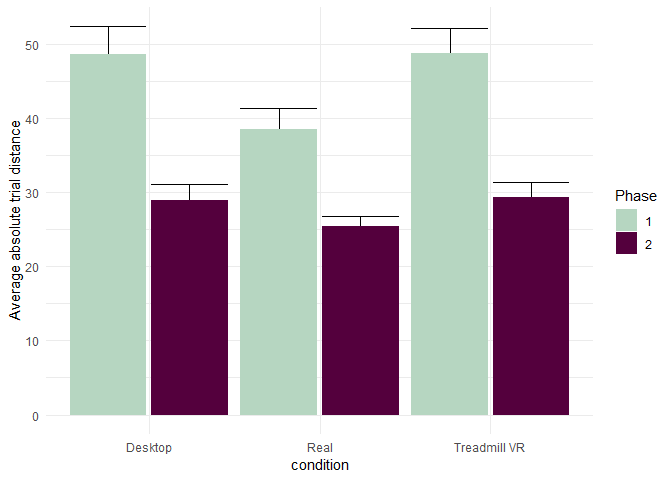 Average absolute trial distance
50
40
30
20
10
0
Desktop
Real
Treadmill VR
condition
Phase
1
2